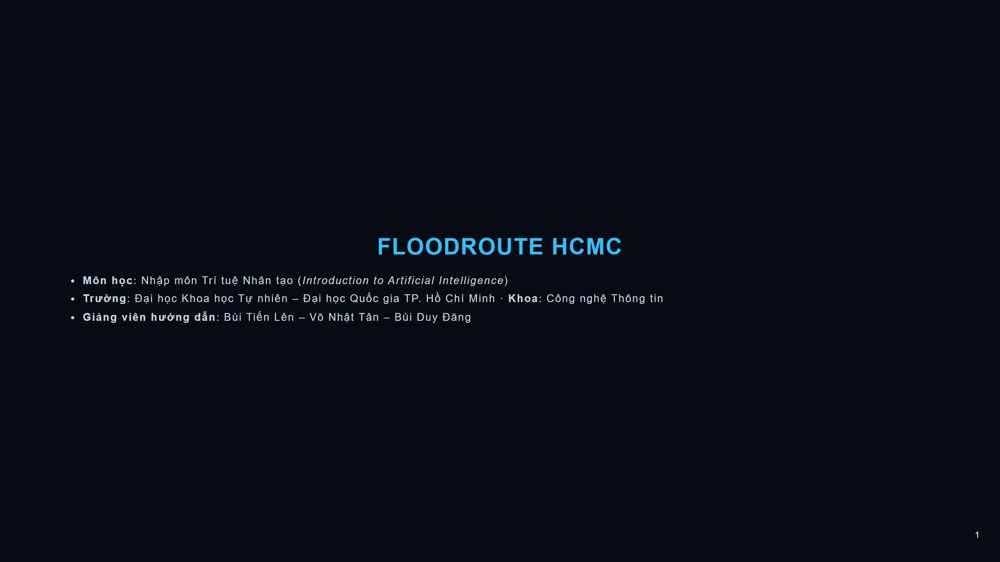 FLOODROUTE HCMC
• Môn học: Nhập môn Trí tuệ Nhân tạo (Introduction to Artificial Intelligence)
• Trường: Đại học Khoa học Tự nhiên – Đại học Quốc gia TP. Hồ Chí Minh · Khoa: Công nghệ Thông tin
• Giảng viên hướng dẫn: Bùi Tiến Lên – Võ Nhật Tân – Bùi Duy Đăng
1